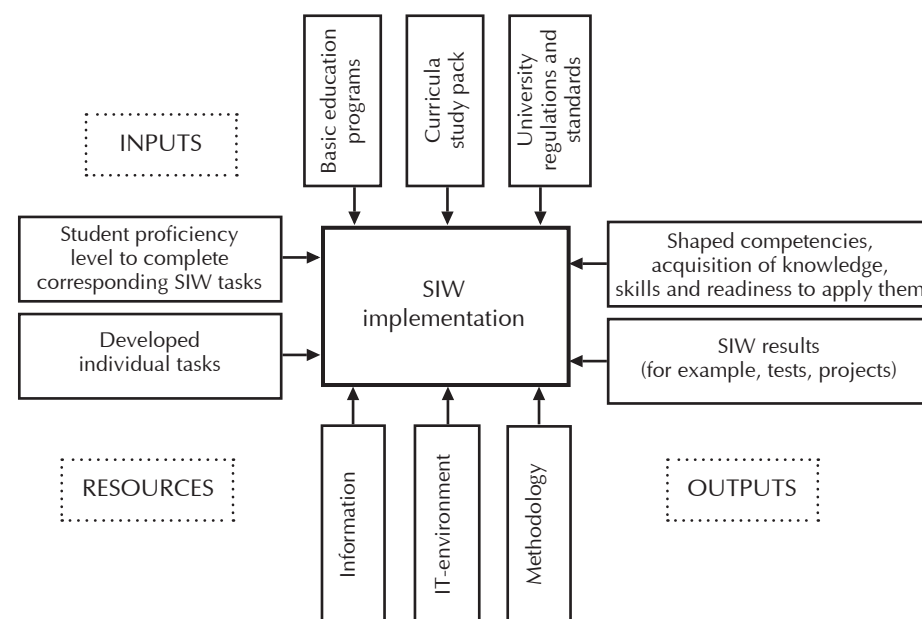 Basic education
programs
Curricula
study pack
University
regulations and
standards
INPUTS
Student proficiency
level to complete
corresponding SIW tasks
Developed
individual tasks
SIW
implementation
Shaped competencies,
acquisition of knowledge,
skills and readiness to apply them
SIW results
(for example, tests, projects)
RESOURCES
Information
IT-environment
Methodology
OUTPUTS